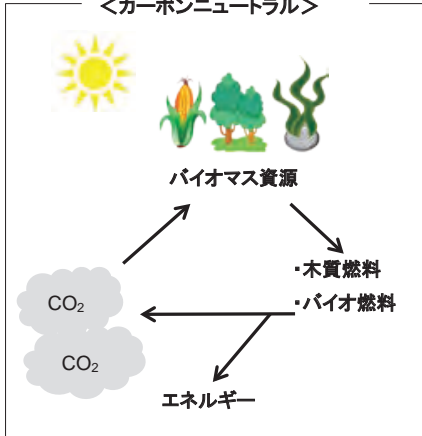 <カーボンニュートラル>
バイオマス資源
・木質燃料
・バイオ燃料
CO₂
CO₂
エネルギー